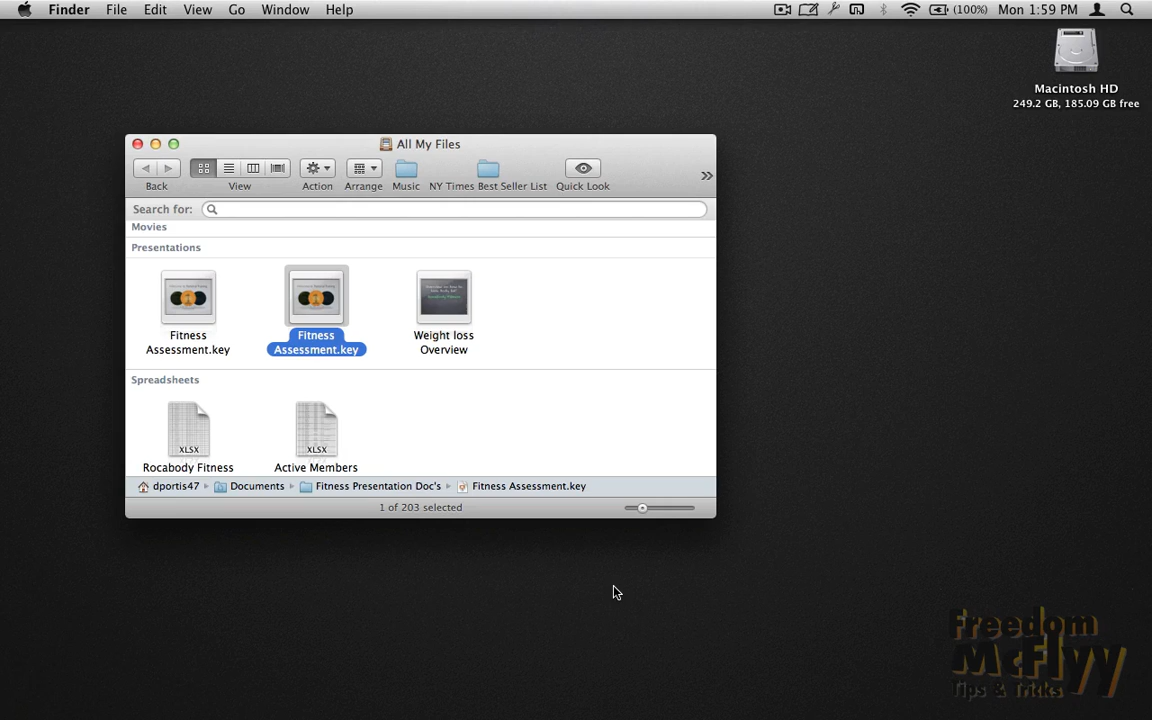 Finder File Edit View Go Window Help (100%) Mon 1:59 PM
Macintosh HD
249.2 GB, 185.09 GB free
All My Files
Back View Action Arrange Music NY Times Best Seller List Quick Look
Search for:
Movies
Presentations
Fitness Assessment.key
Fitness Assessment.key
Weight loss Overview
Spreadsheets
XLSX XLSX
Rocabody Fitness Active Members
dportis47 Documents Fitness Presentation Doc's Fitness Assessment.key
1 of 203 selected
Freedom
McFlyy
Tips & Tricks